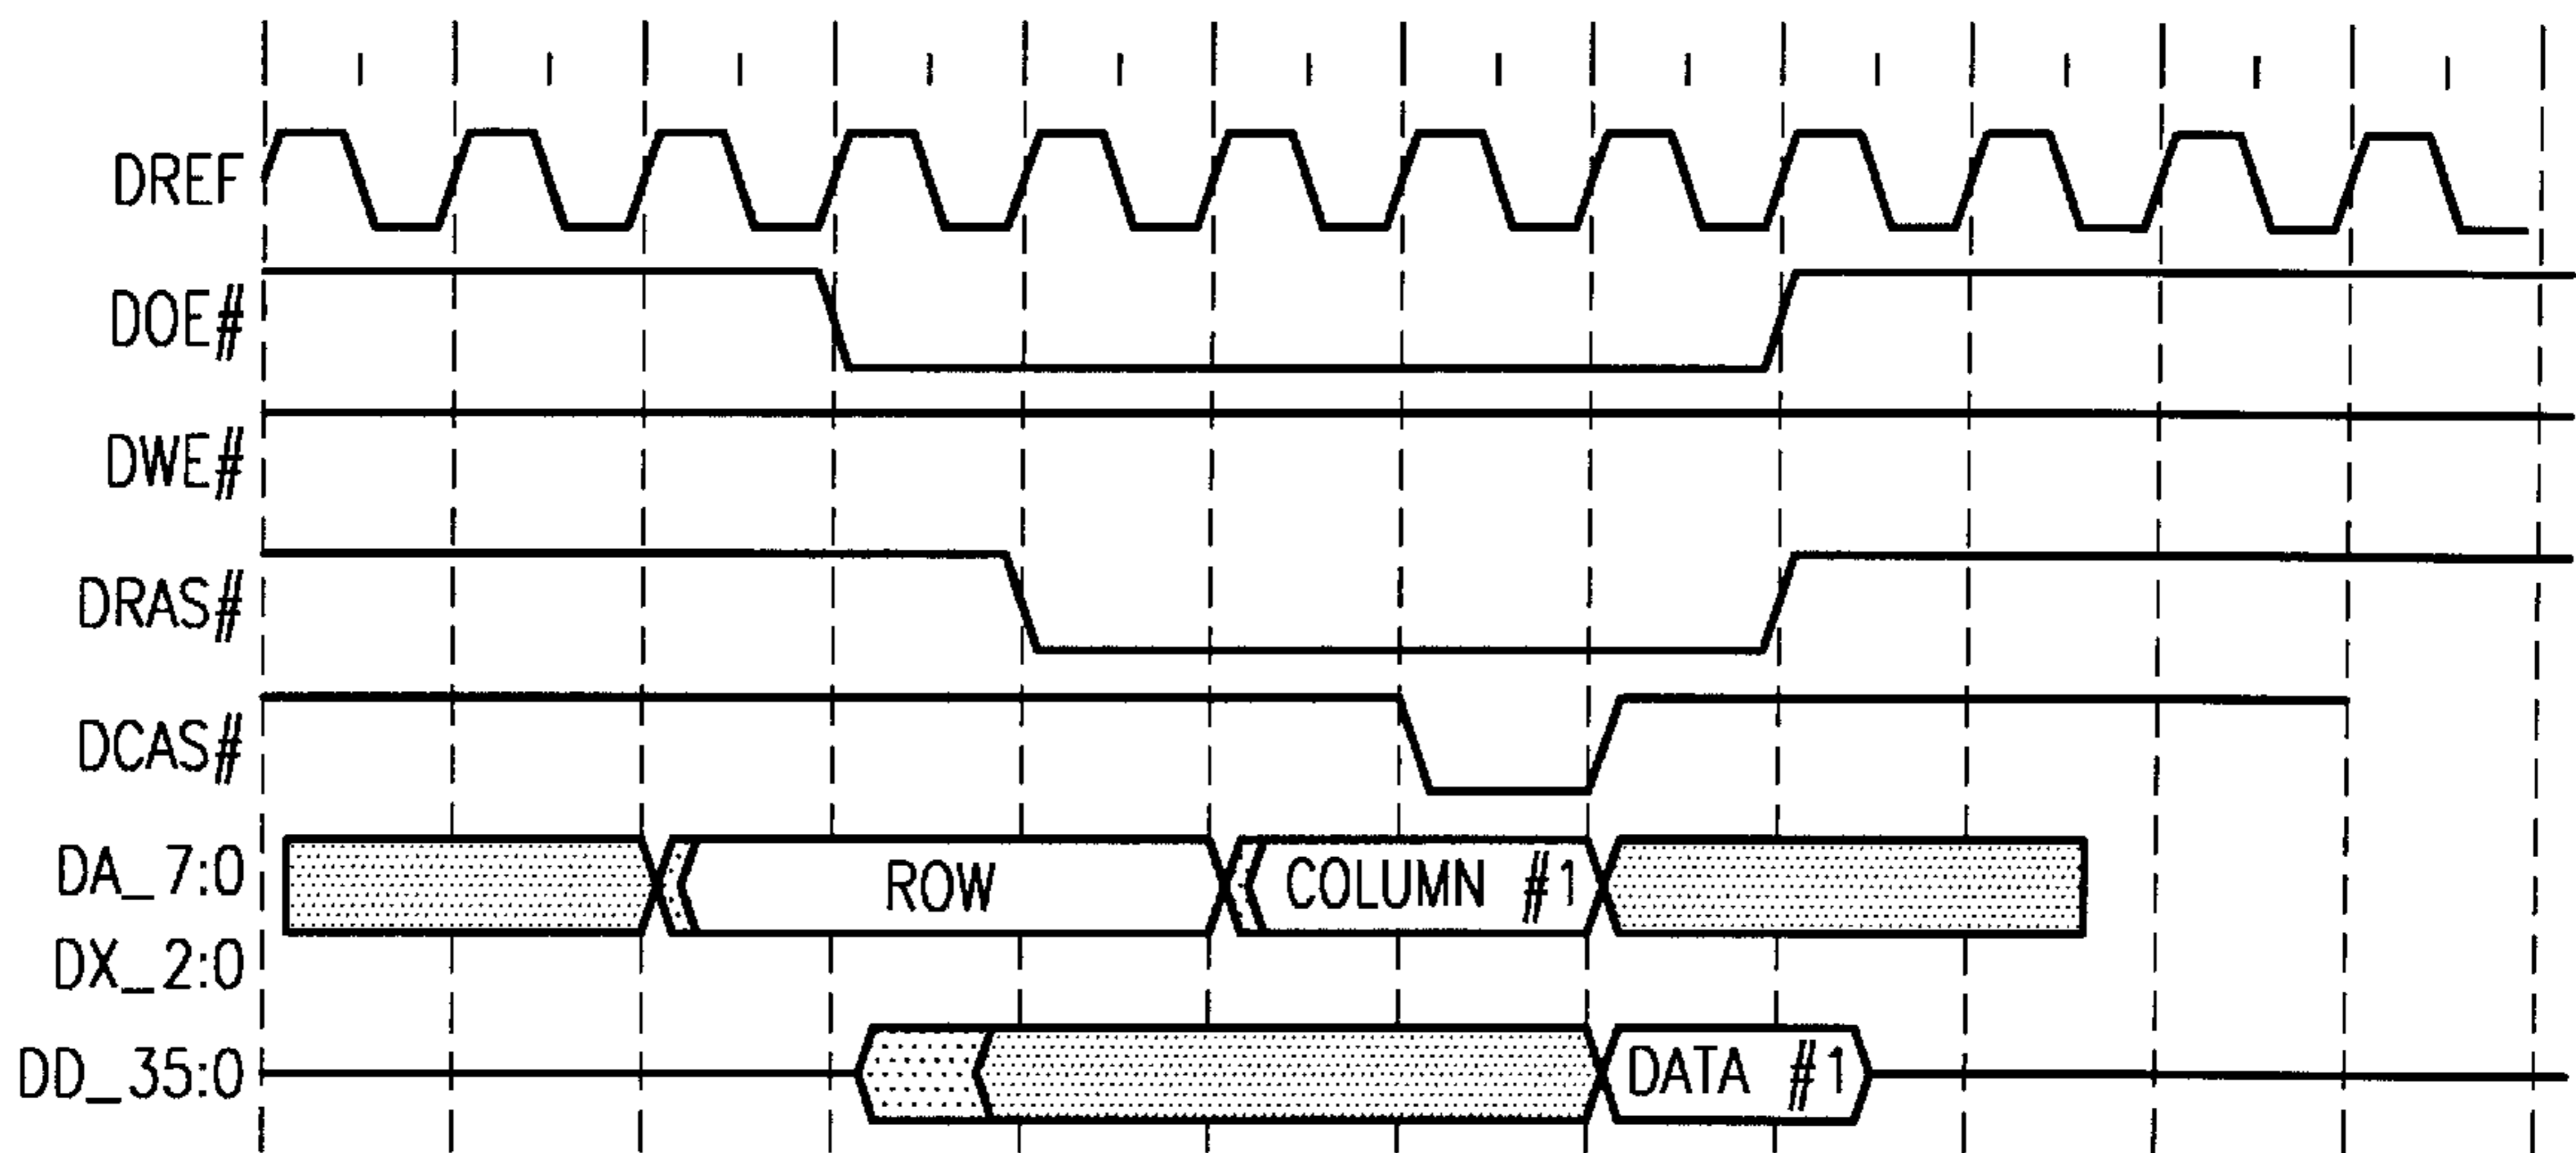 DREF
DOE#
DWE#
DRAS#
DCAS#
DA_7:0 ROW COLUMN #1
DX_2:0
DD_35:0 DATA #1